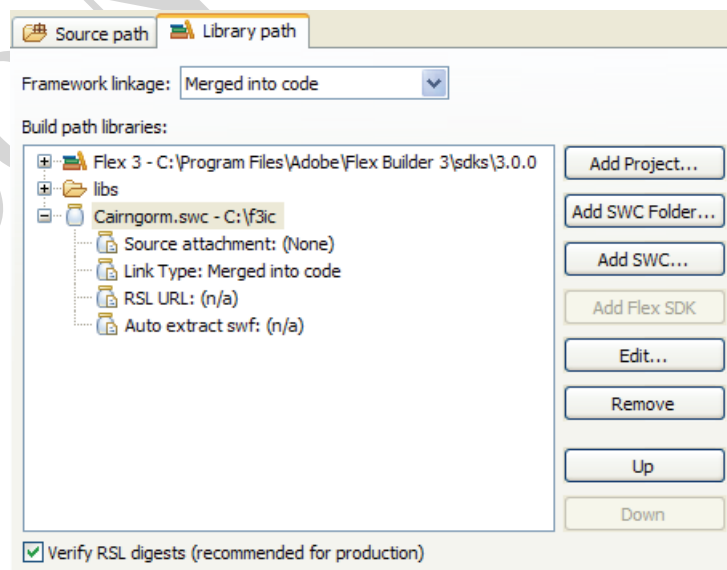 Source path
Library path
Framework linkage: Merged into code
Build path libraries:
Flex 3 - C:\Program Files\Adobe\Flex Builder 3\sdks\3.0.0
libs
Cairngorm.swc - C:\f3ic
Source attachment: (None)
Link Type: Merged into code
RSL URL: (n/a)
Auto extract swf: (n/a)
Add Project...
Add SWC Folder...
Add SWC...
Add Flex SDK
Edit...
Remove
Up
Down
Verify RSL digests (recommended for production)